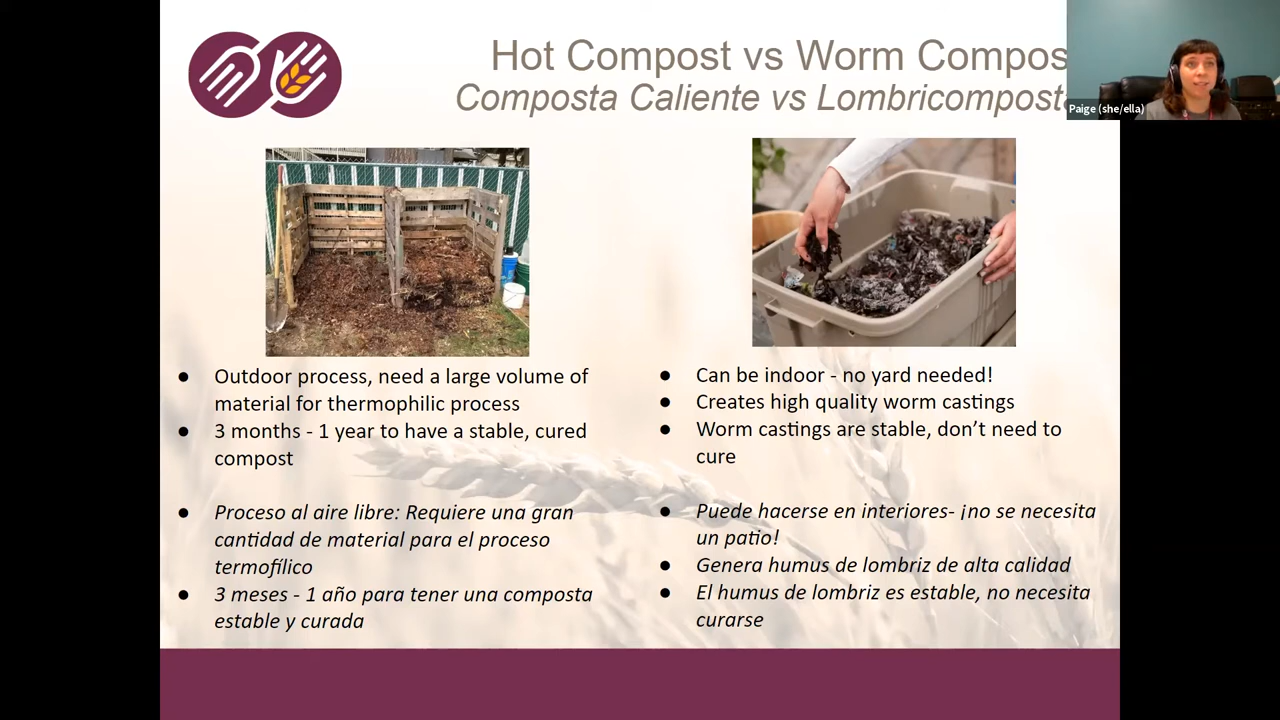 Hot Compost vs Worm Compos
Composta Caliente vs Lombricomposta
Paige (she/ella)
● Outdoor process, need a large volume of
material for thermophilic process
● 3 months - 1 year to have a stable, cured
compost
● Proceso al aire libre: Requiere una gran
cantidad de material para el proceso
termofílico
● 3 meses - 1 año para tener una composta
estable y curada
● Can be indoor - no yard needed!
● Creates high quality worm castings
● Worm castings are stable, don’t need to
cure
● Puede hacerse en interiores- ¡no se necesita
un patio!
● Genera humus de lombriz de alta calidad
● El humus de lombriz es estable, no necesita
curarse